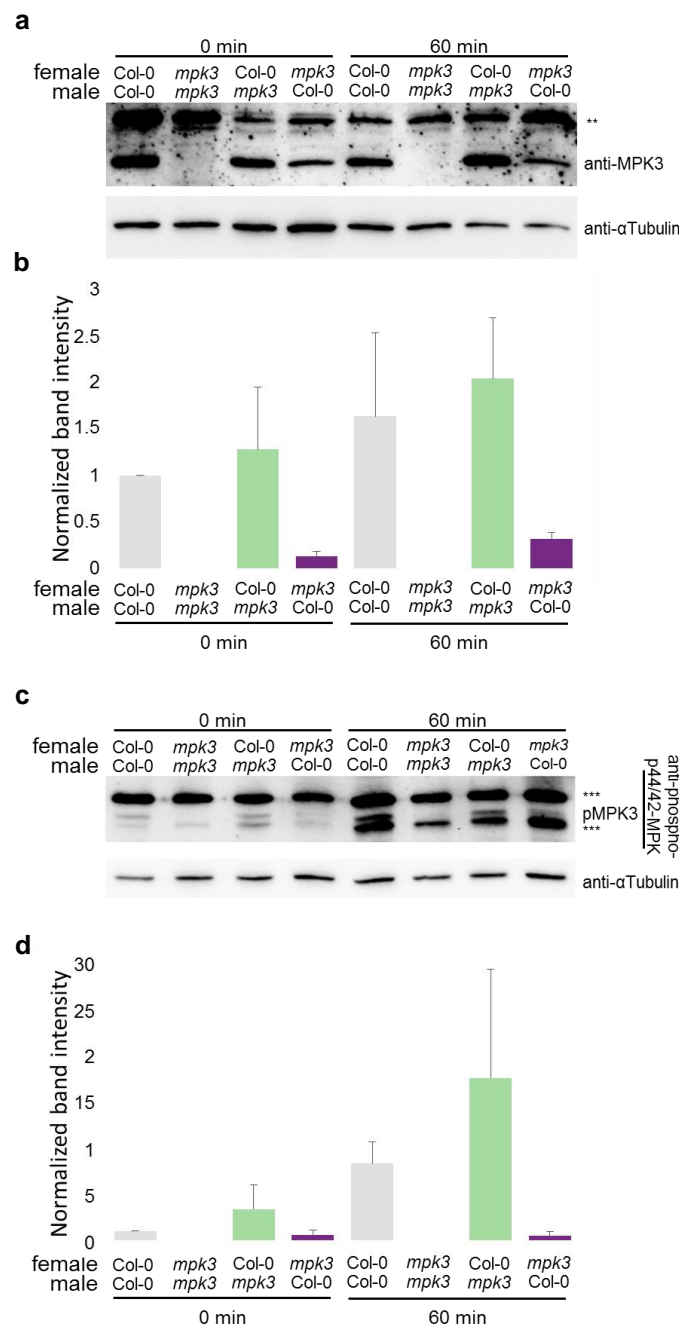 a
0 min 60 min
female Col-0 mpk3 Col-0 mpk3 Col-0 mpk3 Col-0 mpk3
male Col-0 mpk3 mpk3 Col-0 Col-0 mpk3 mpk3 Col-0
**
anti-MPK3
anti-αTubulin
b
Normalized band intensity
3
2.5
2
1.5
1
0.5
0
female Col-0 mpk3 Col-0 mpk3 Col-0 mpk3 Col-0 mpk3
male Col-0 mpk3 mpk3 Col-0 Col-0 mpk3 mpk3 Col-0
0 min 60 min
c
0 min 60 min
female Col-0 mpk3 Col-0 mpk3 Col-0 mpk3 Col-0 mpk3
male Col-0 mpk3 mpk3 Col-0 Col-0 mpk3 mpk3 Col-0
***
pMPK3
***
anti-phospho-
p44/42-MPK
anti-αTubulin
d
Normalized band intensity
30
25
2
15
1
5
0
female Col-0 mpk3 Col-0 mpk3 Col-0 mpk3 Col-0 mpk3
male Col-0 mpk3 mpk3 Col-0 Col-0 mpk3 mpk3 Col-0
0 min 60 min